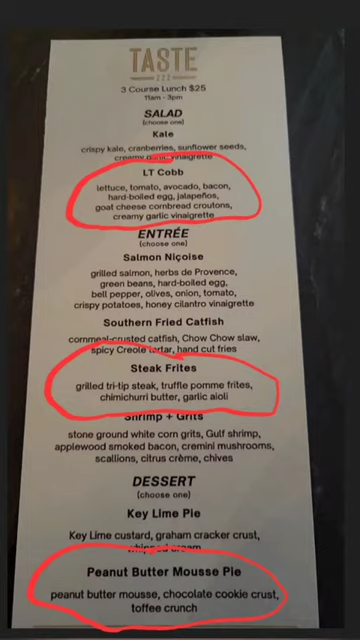 TASTE
222
3 Course Lunch $25
11am - 3pm
SALAD
(choose one)
Kale
crispy kale, cranberries, sunflower seeds,
creamy garlic vinaigrette
LT Cobb
lettuce, tomato, avocado, bacon,
hard-boiled egg, jalapeños,
goat cheese cornbread croutons,
creamy garlic vinaigrette
ENTRÉE
(choose one)
Salmon Niçoise
grilled salmon, herbs de Provence,
green beans, hard-boiled egg,
bell pepper, olives, onion, tomato,
crispy potatoes, honey cilantro vinaigrette
Southern Fried Catfish
cornmeal-crusted catfish, Chow Chow slaw,
spicy Creole tartar, hand cut fries
Steak Frites
grilled tri-tip steak, truffle pomme frites,
chimichurri butter, garlic aioli
Shrimp + Grits
stone ground white corn grits, Gulf shrimp,
applewood smoked bacon, cremini mushrooms,
scallions, citrus crème, chives
DESSERT
(choose one)
Key Lime Pie
Key Lime custard, graham cracker crust,
whipped cream
Peanut Butter Mousse Pie
peanut butter mousse, chocolate cookie crust,
toffee crunch